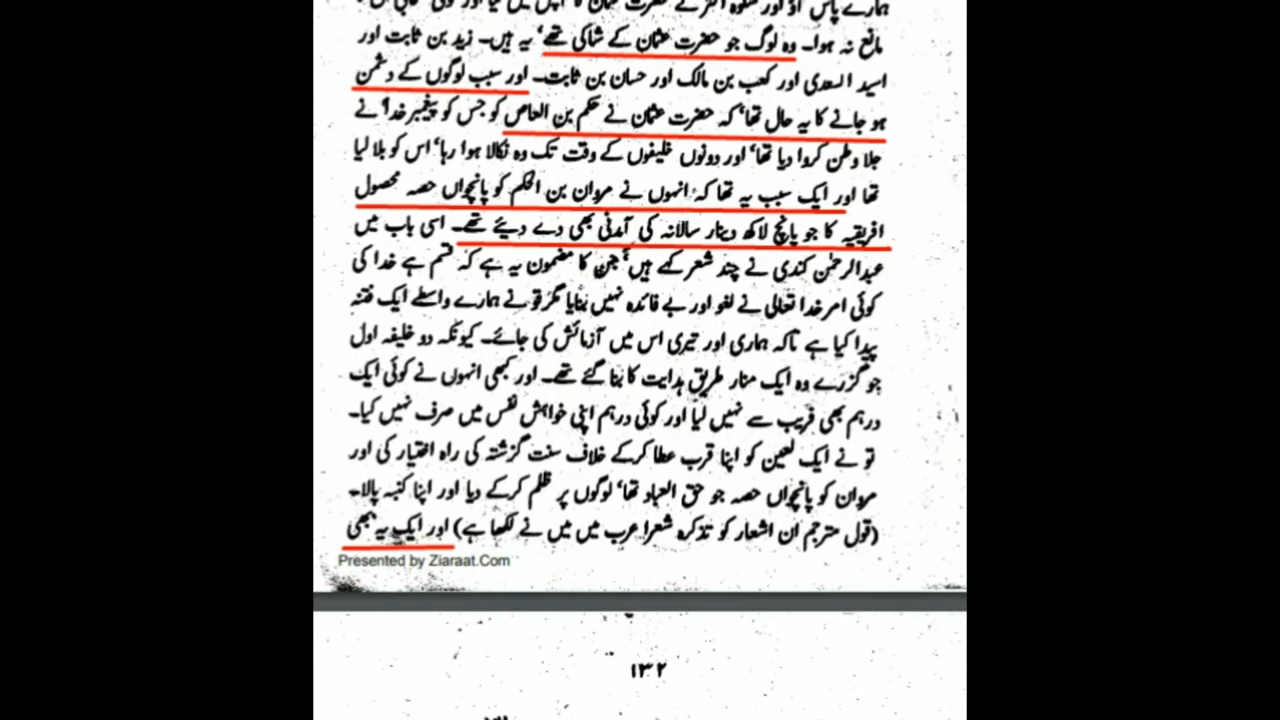 ہمارے پاس آؤ اور
مانع نہ ہوا۔ وہ لوگ جو حضرت عثمان کے شاکی تھے' یہ ہیں۔ زید بن ثابت اور
اسید السعدی اور کعب بن مالک اور حسان بن ثابت۔ اور سبب لوگوں کے دشمن
ہو جانے کا یہ حال تھا' کہ حضرت عثمان نے حکم بن العاص کو جس کو پیغمبر خداؐ نے
جلا وطن کروا دیا تھا' اور دونوں خلیفوں کے وقت تک وہ نکالا ہوا رہا' اس کو بلا لیا
تھا اور ایک سبب یہ تھا کہ' انہوں نے مروان بن الحکم کو پانچواں حصہ محصول
افریقیہ کا جو پانچ لاکھ دینار سالانہ کی آمدنی بھی دے دیئے تھے۔ اسی باب میں
عبدالرحمٰن کندی نے چند شعر کہے ہیں' جن کا مضمون یہ ہے کہ قسم ہے خدا کی
کوئی امر خدا تعالی نے لغو اور بے فائدہ نہیں بنایا مگر تو نے ہمارے واسطے ایک فتنہ
پیدا کیا ہے تاکہ ہماری اور تیری اس میں آزمائش کی جائے۔ کیونکہ دو خلیفہ اول
جو گزرے وہ ایک منار طریق ہدایت کا بنا گئے تھے۔ اور کبھی انہوں نے کوئی ایک
درہم بھی فریب سے نہیں لیا اور کوئی درہم اپنی خواہش نفس میں صرف نہیں کیا۔
تو نے ایک لعین کو اپنا قرب عطا کرکے خلاف سنت گزشتہ کی راہ اختیار کی اور
مروان کو پانچواں حصہ جو حق العباد تھا' لوگوں پر ظلم کرکے دیا اور اپنا کنبہ پالا۔
(قول مترجم ان اشعار کو تذکرہ شعرا عرب میں میں نے لکھا ہے) اور ایک یہ بھی
Presented by Ziaraat.Com
۱۳۲